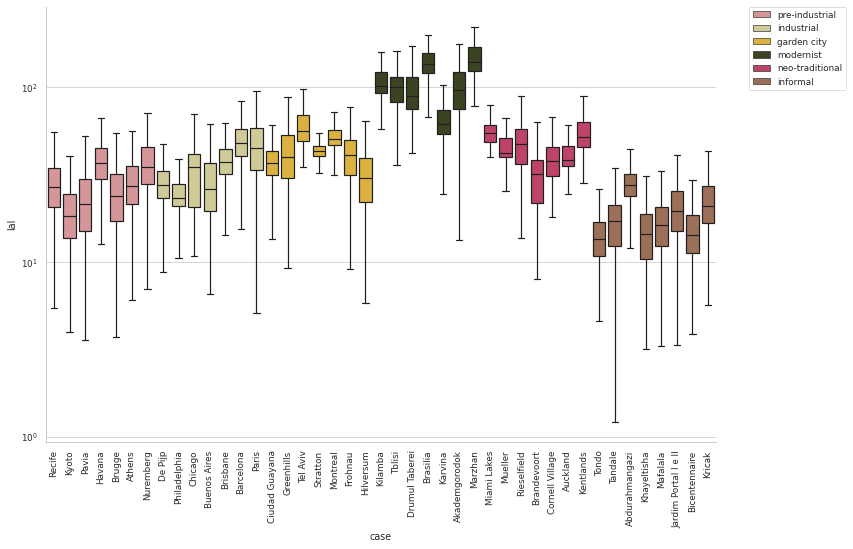 pre-industrial
industrial
garden city
modernist
neo-traditional
informal
10²
10¹
10⁰
lal
Recife
Kyoto
Pavia
Havana
Brugge
Athens
Nuremberg
De Pijp
Philadelphia
Chicago
Buenos Aires
Brisbane
Barcelona
Paris
Ciudad Guayana
Greenhills
Tel Aviv
Stratton
Montreal
Frohnau
Hilversum
Kilamba
Tblisi
Drumul Taberei
Brasilia
Karvina
Akademgorodok
Marzhan
Miami Lakes
Mueller
Rieselfield
Brandevoort
Cornell Village
Auckland
Kentlands
Tondo
Tandale
Abdurahmangazi
Khayeltisha
Mafalala
Jardim Portal I e II
Bicentennaire
Kricak
case